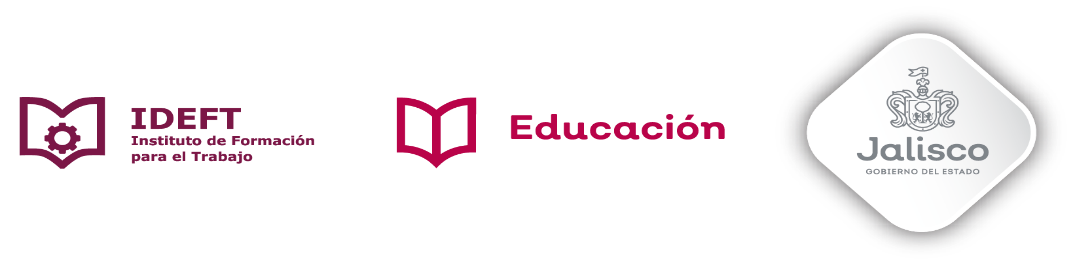 IDEFT
Instituto de Formación
para el Trabajo
Educación
Jalisco
GOBIERNO DEL ESTADO